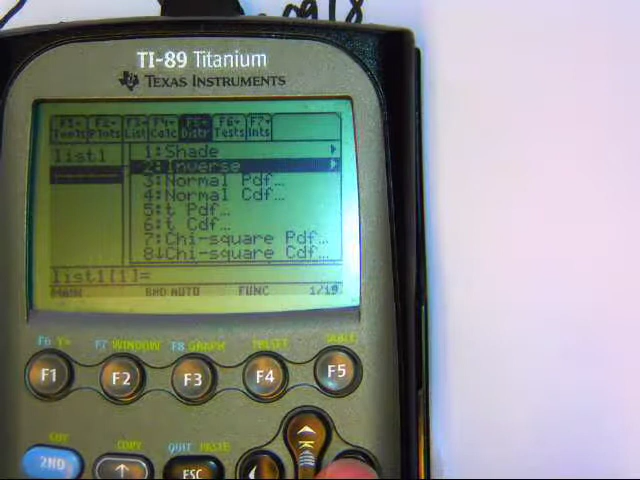 TI-89 Titanium
TEXAS INSTRUMENTS
F1▾ F2▾ F3▾ F4▾ F5▾ F6▾ F7▾
Tools Plots List Calc Distr Tests Ints
list1
1:Shade ▶
2:Inverse ▶
3:Normal Pdf…
4:Normal Cdf…
5:t Pdf…
6:t Cdf…
7:Chi-square Pdf…
8↓Chi-square Cdf…
list1[1]=
MAIN RAD AUTO FUNC 1/19
F6 Y= F7 WINDOW F8 GRAPH TBLSET TABLE
F1 F2 F3 F4 F5
CUT COPY QUIT PASTE
2ND ↑ ESC